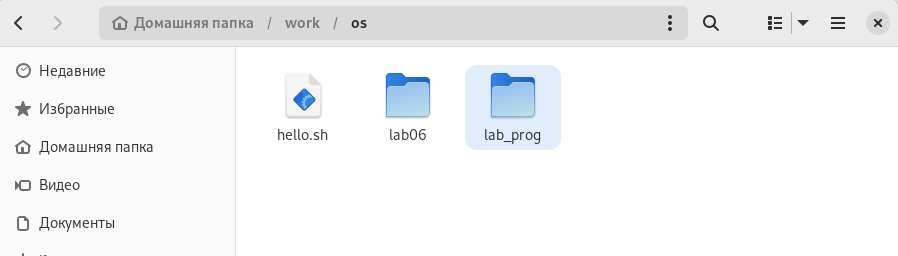 Домашняя папка / work / os
Недавние
Избранные
Домашняя папка
Видео
Документы
hello.sh
lab06
lab_prog